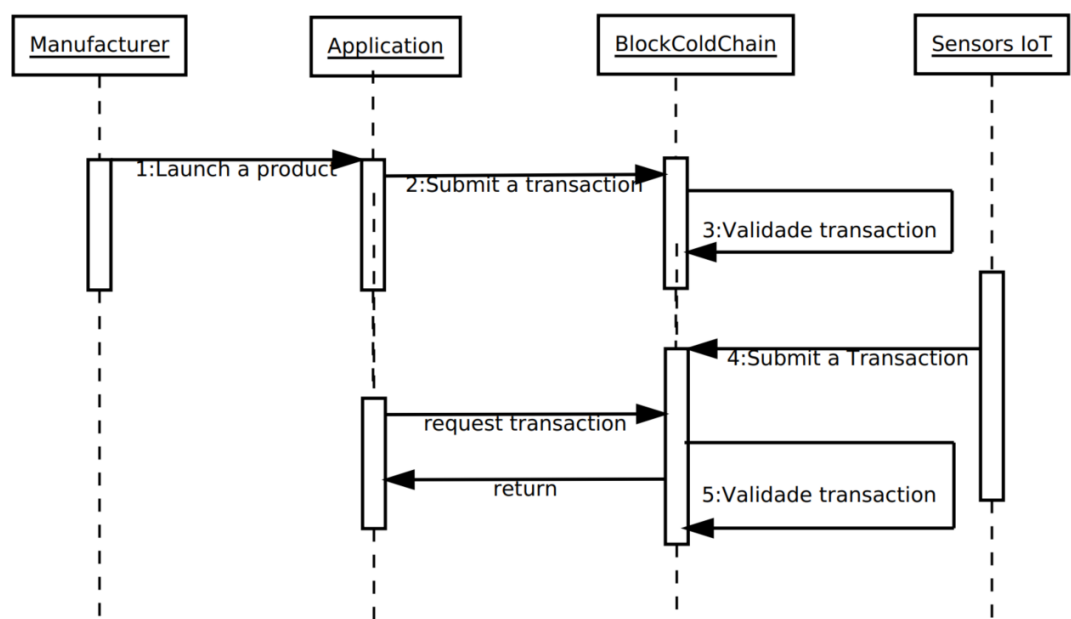 Manufacturer
Application
BlockColdChain
Sensors IoT
1:Launch a product
2:Submit a transaction
3:Validade transaction
4:Submit a Transaction
request transaction
return
5:Validade transaction